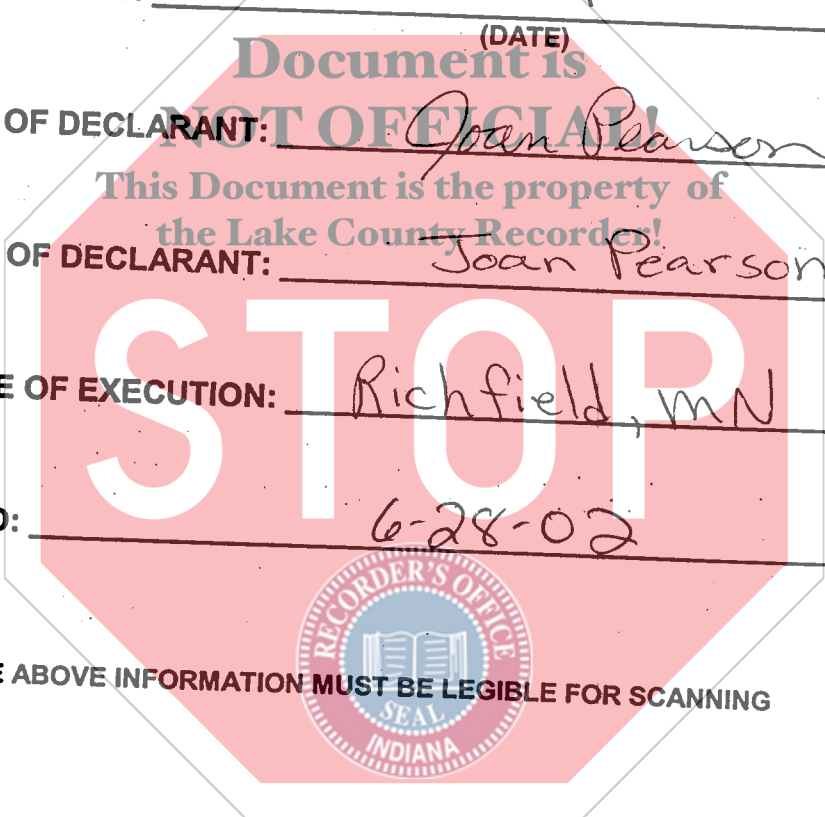 (DATE)
Document is
NOT OFFICIAL!
OF DECLARANT: Joan Pearson
This Document is the property of
the Lake County Recorder!
OF DECLARANT: Joan Pearson
STOP
E OF EXECUTION: Richfield, MN
D: 6-28-02
RECORDER'S OFFICE
E ABOVE INFORMATION MUST BE LEGIBLE FOR SCANNING
SEAL
INDIANA